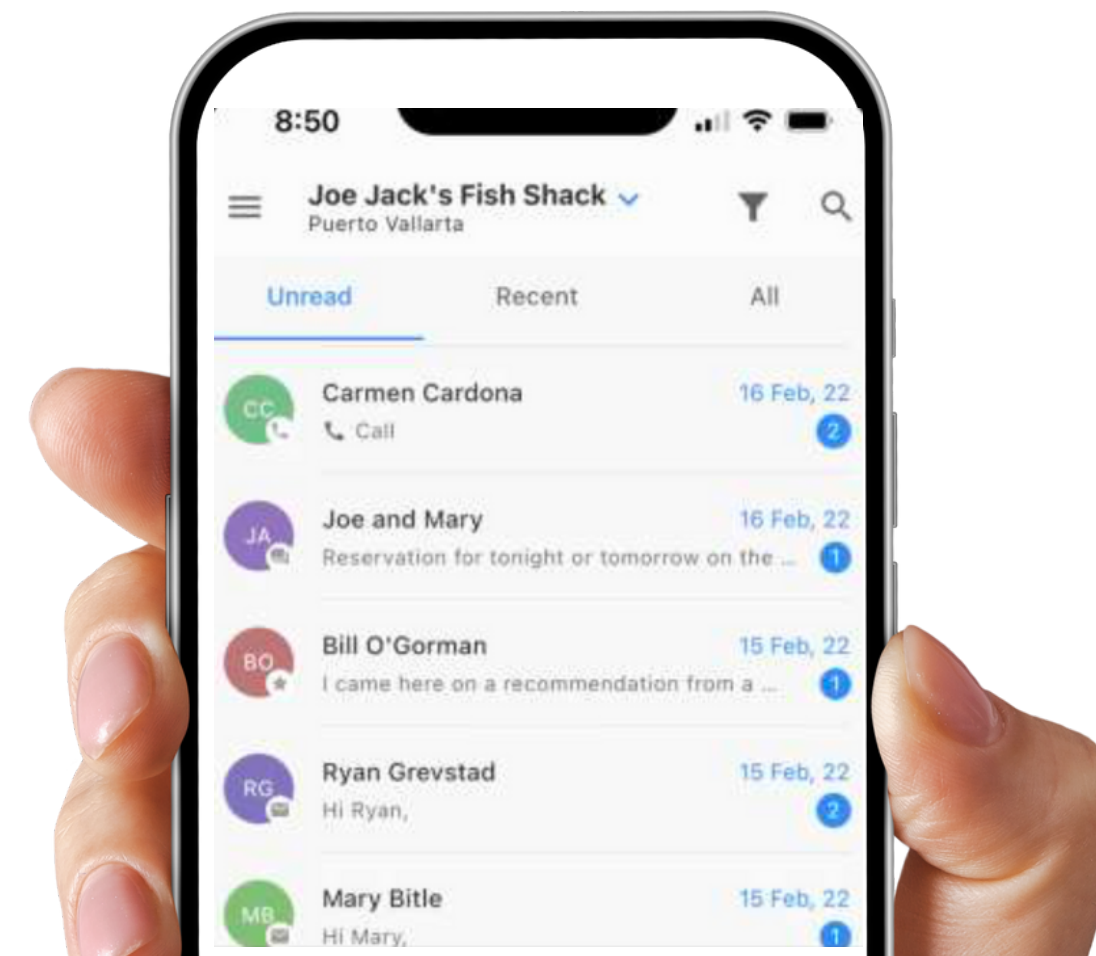 8:50
Joe Jack's Fish Shack
Puerto Vallarta
Unread Recent All
CC Carmen Cardona 16 Feb, 22
Call 2
JA Joe and Mary 16 Feb, 22
Reservation for tonight or tomorrow on the ... 1
BO Bill O'Gorman 15 Feb, 22
I came here on a recommendation from a ... 1
RG Ryan Grevstad 15 Feb, 22
Hi Ryan, 2
MB Mary Bitle 15 Feb, 22
Hi Mary, 1